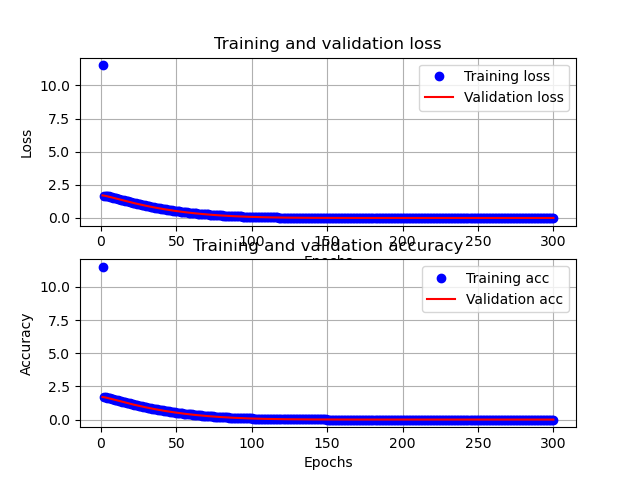 Training and validation loss
10.0
7.5
5.0
2.5
0.0
Loss
Training loss
Validation loss
0 50 100 150 200 250 300
Epochs
Training and validation accuracy
10.0
7.5
5.0
2.5
0.0
Accuracy
Training acc
Validation acc
0 50 100 150 200 250 300
Epochs